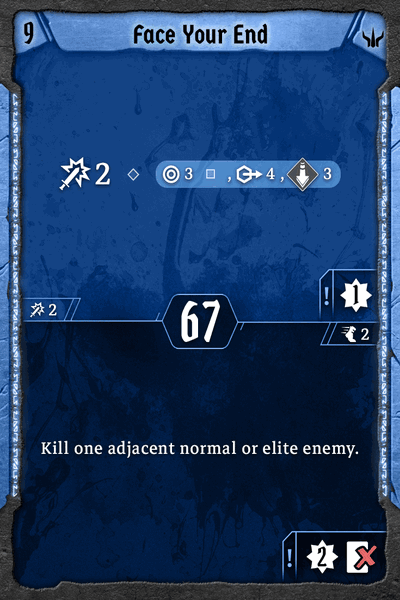 9 Face Your End
2 3 , 4 , 3
! 1
2 67 2
Kill one adjacent normal or elite enemy.
! 2